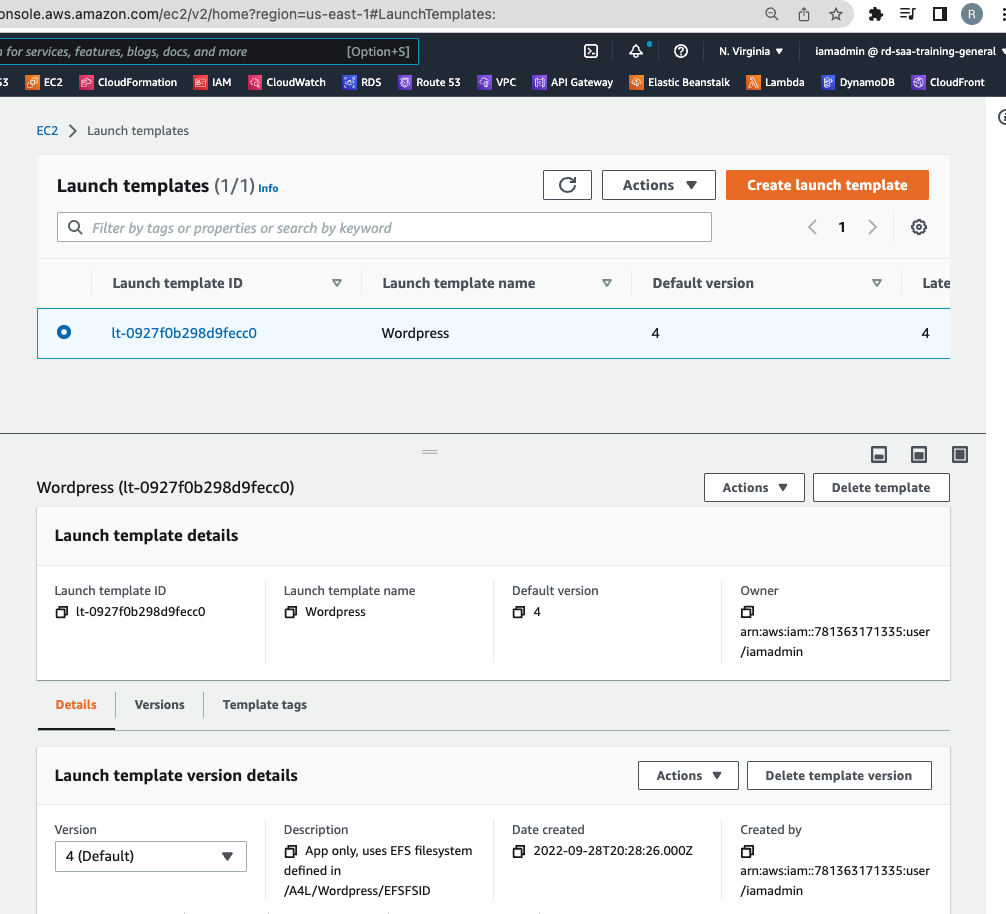 onsole.aws.amazon.com/ec2/v2/home?region=us-east-1#LaunchTemplates:
R
h for services, features, blogs, docs, and more [Option+S] N. Virginia iamadmin @ rd-saa-training-general
S3 EC2 CloudFormation IAM CloudWatch RDS Route 53 VPC API Gateway Elastic Beanstalk Lambda DynamoDB CloudFront
EC2 > Launch templates
Launch templates (1/1) Info Actions Create launch template
Filter by tags or properties or search by keyword < 1 >
Launch template ID Launch template name Default version Late
lt-0927f0b298d9fecc0 Wordpress 4 4
Wordpress (lt-0927f0b298d9fecc0) Actions Delete template
Launch template details
Launch template ID Launch template name Default version Owner
lt-0927f0b298d9fecc0 Wordpress 4
arn:aws:iam::781363171335:user
/iamadmin
Details Versions Template tags
Launch template version details Actions Delete template version
Version Description Date created Created by
4 (Default) App only, uses EFS filesystem 2022-09-28T20:28:26.000Z
defined in arn:aws:iam::781363171335:user
/A4L/Wordpress/EFSFSID /iamadmin